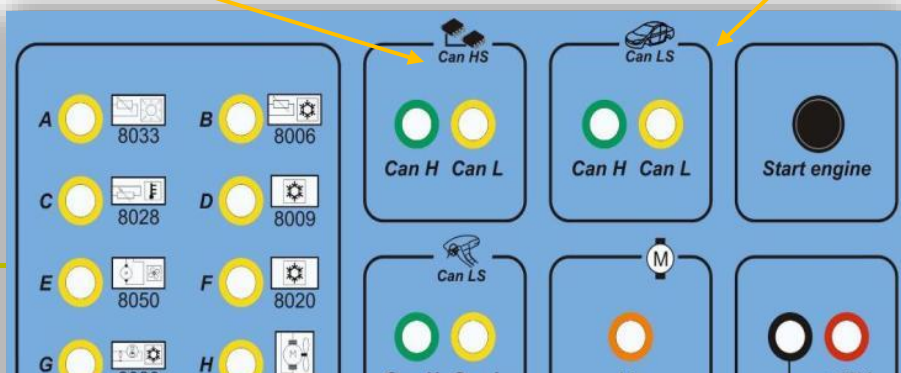 A
8033
B
8006
C
8028
D
8009
E
8050
F
8020
G
H
M
Can HS
Can H Can L
Can LS
Can H Can L
Start engine
Can LS
M